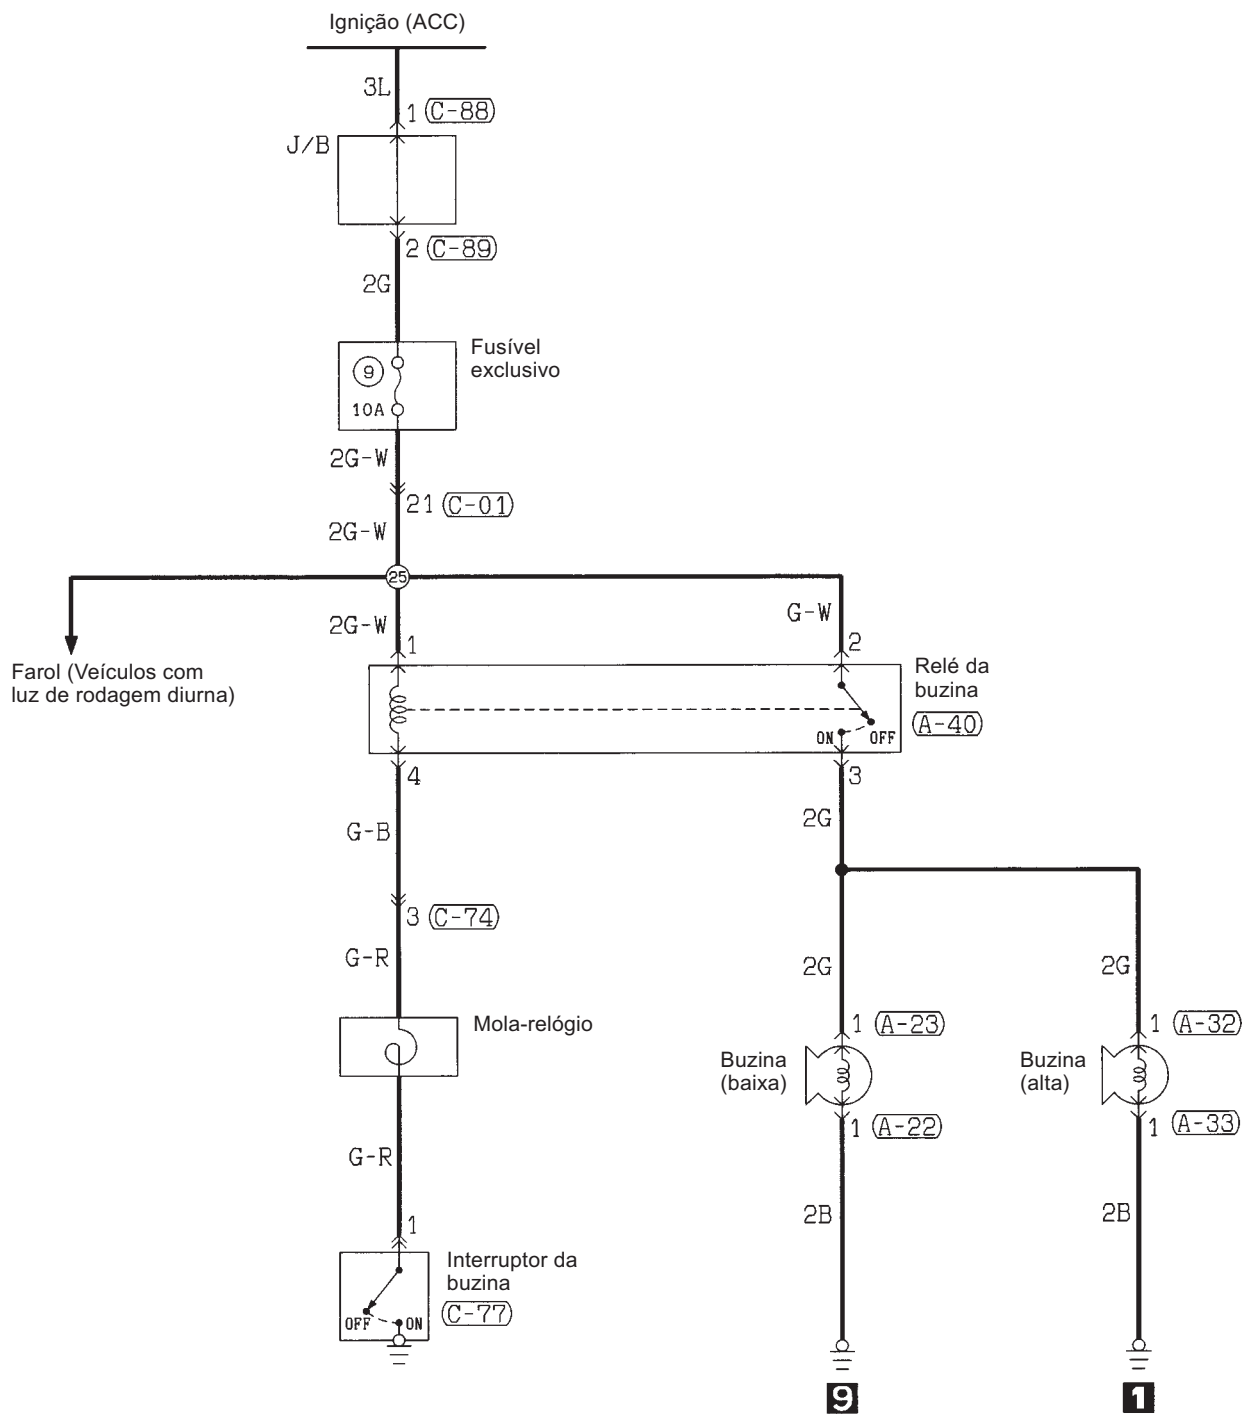 Ignição (ACC)
3L
1 C-88
J/B
2 C-89
2G
Fusível
exclusivo
9
10A
2G-W
21 C-01
2G-W
25
2G-W
G-W
1
2
Farol (Veículos com
luz de rodagem diurna)
Relé da
buzina
A-40
ON
OFF
4
3
2G
G-B
3 C-74
G-R
2G
2G
Mola-relógio
1 A-23
1 A-32
Buzina
(baixa)
Buzina
(alta)
1 A-22
1 A-33
G-R
2B
2B
1
Interruptor da
buzina
C-77
OFF
ON
9
1